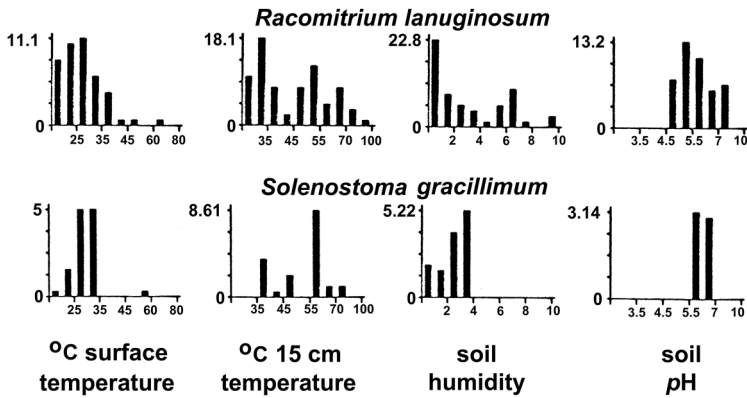 Racomitrium lanuginosum
11.1 18.1 22.8 13.2
0 0 0 0
25 35 45 60 80 35 55 70 100 2 4 6 8 10 3.5 4.5 5.5 7 10
Solenostoma gracillimum
5 8.61 5.22 3.14
0 0 0 0
25 35 45 60 80 35 55 70 100 2 4 6 8 10 3.5 4.5 5.5 7 10
ºC surface ºC 15 cm soil soil
temperature temperature humidity pH